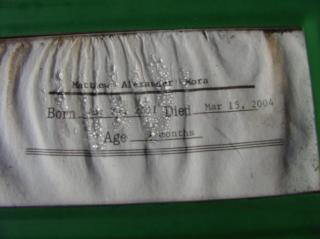 Matthew Alexander Mora
Born Died Mar 15, 2004
Age months